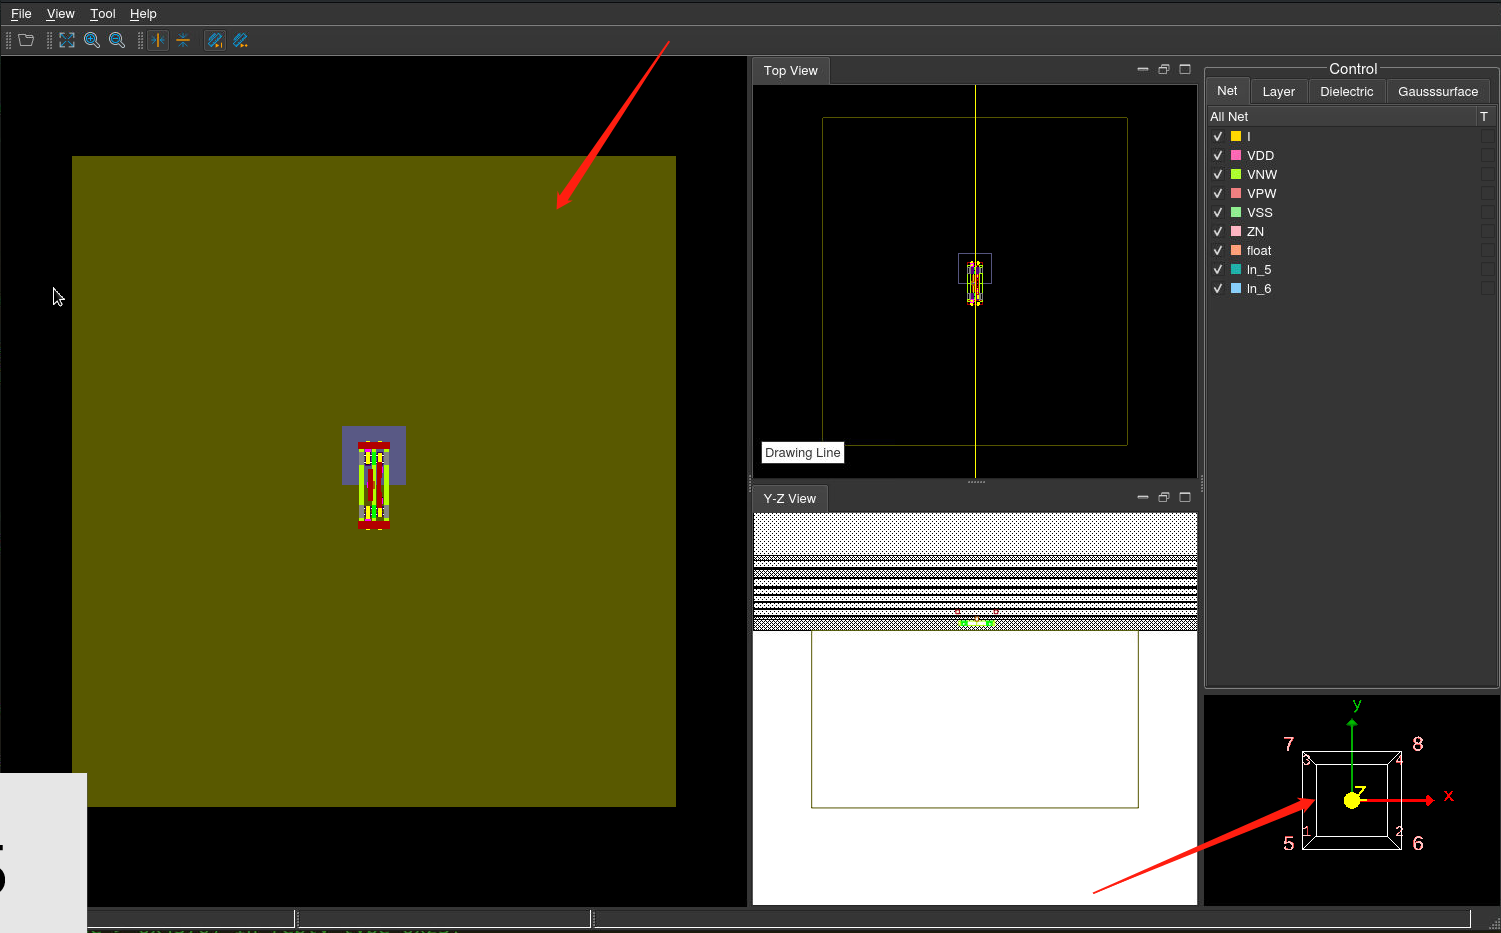 File View Tool Help
Top View
Drawing Line
Y-Z View
Control
Net Layer Dielectric Gausssurface
All Net T
I
VDD
VNW
VPW
VSS
ZN
float
ln_5
ln_6
y
7 8
3 4
z x
1 2
5 6